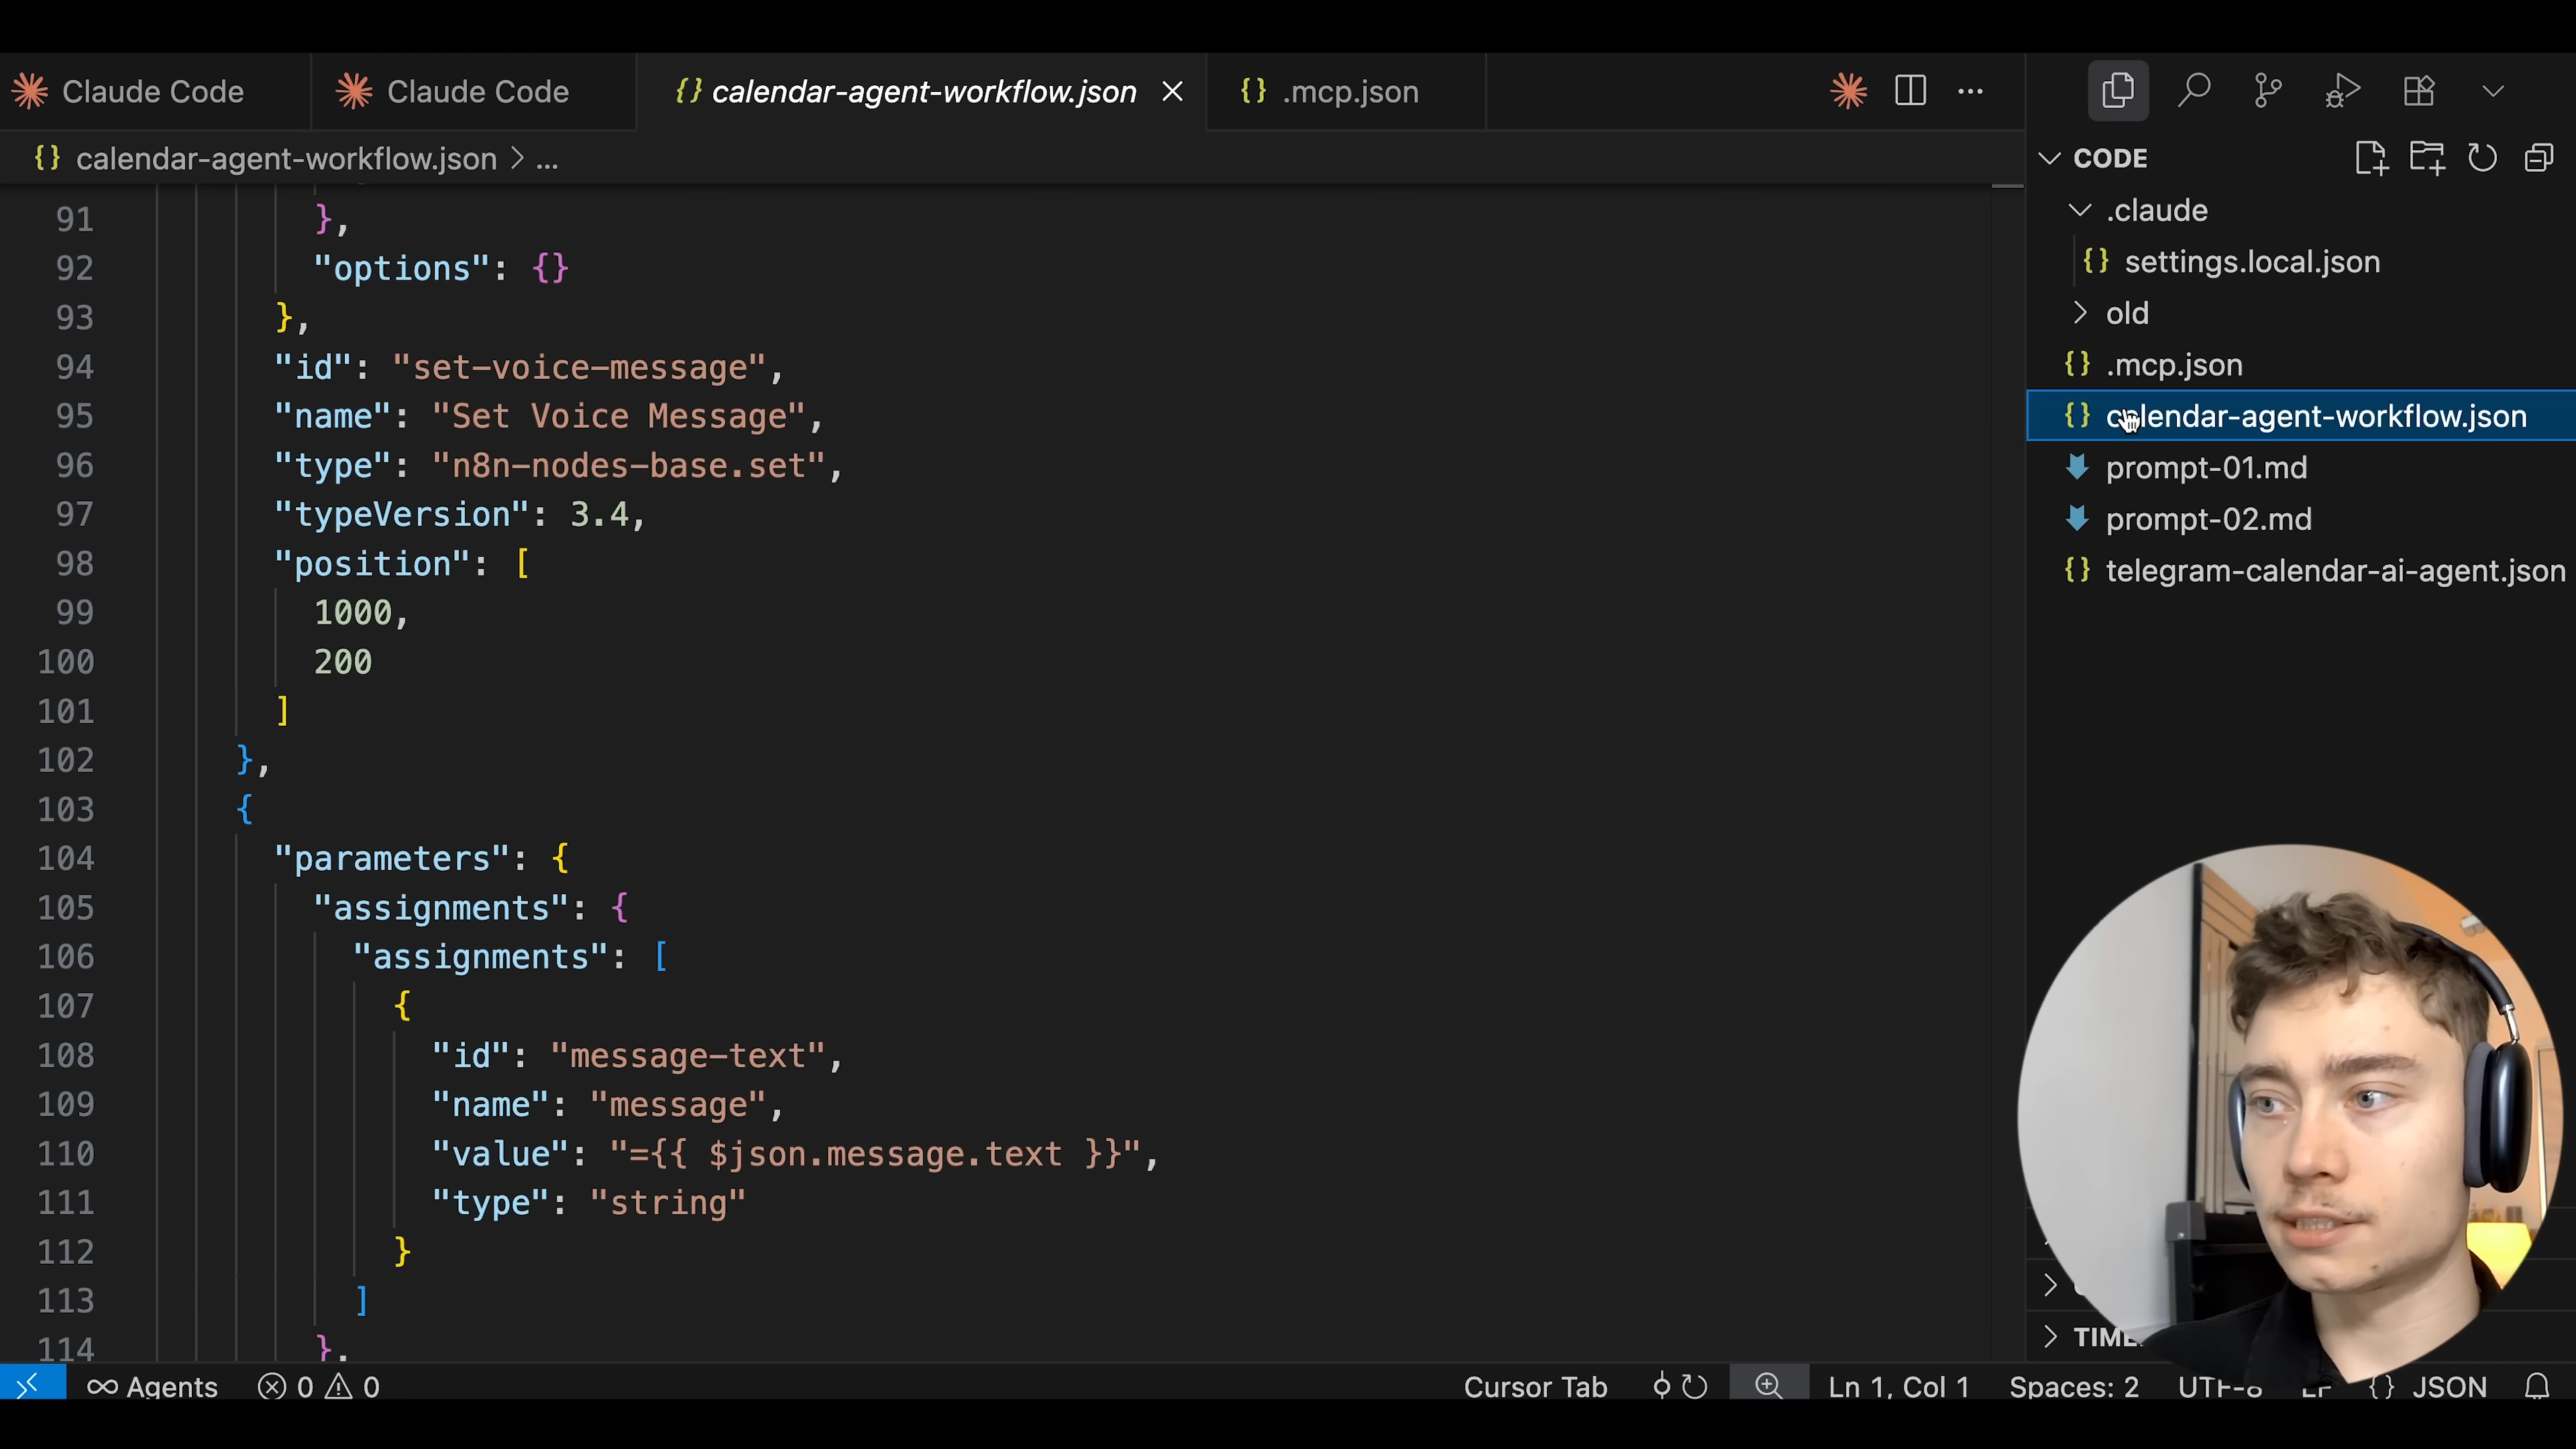 Claude Code
Claude Code
{} calendar-agent-workflow.json
{} .mcp.json
{} calendar-agent-workflow.json > ...
91 },
92 "options": {}
93 },
94 "id": "set-voice-message",
95 "name": "Set Voice Message",
96 "type": "n8n-nodes-base.set",
97 "typeVersion": 3.4,
98 "position": [
99 1000,
100 200
101 ]
102 },
103 {
104 "parameters": {
105 "assignments": {
106 "assignments": [
107 {
108 "id": "message-text",
109 "name": "message",
110 "value": "={{ $json.message.text }}",
111 "type": "string"
112 }
113 ]
114 },
CODE
.claude
{} settings.local.json
old
{} .mcp.json
{} calendar-agent-workflow.json
prompt-01.md
prompt-02.md
{} telegram-calendar-ai-agent.json
Agents
0
0
Cursor Tab
Ln 1, Col 1
Spaces: 2
UTF-8
LF
{} JSON